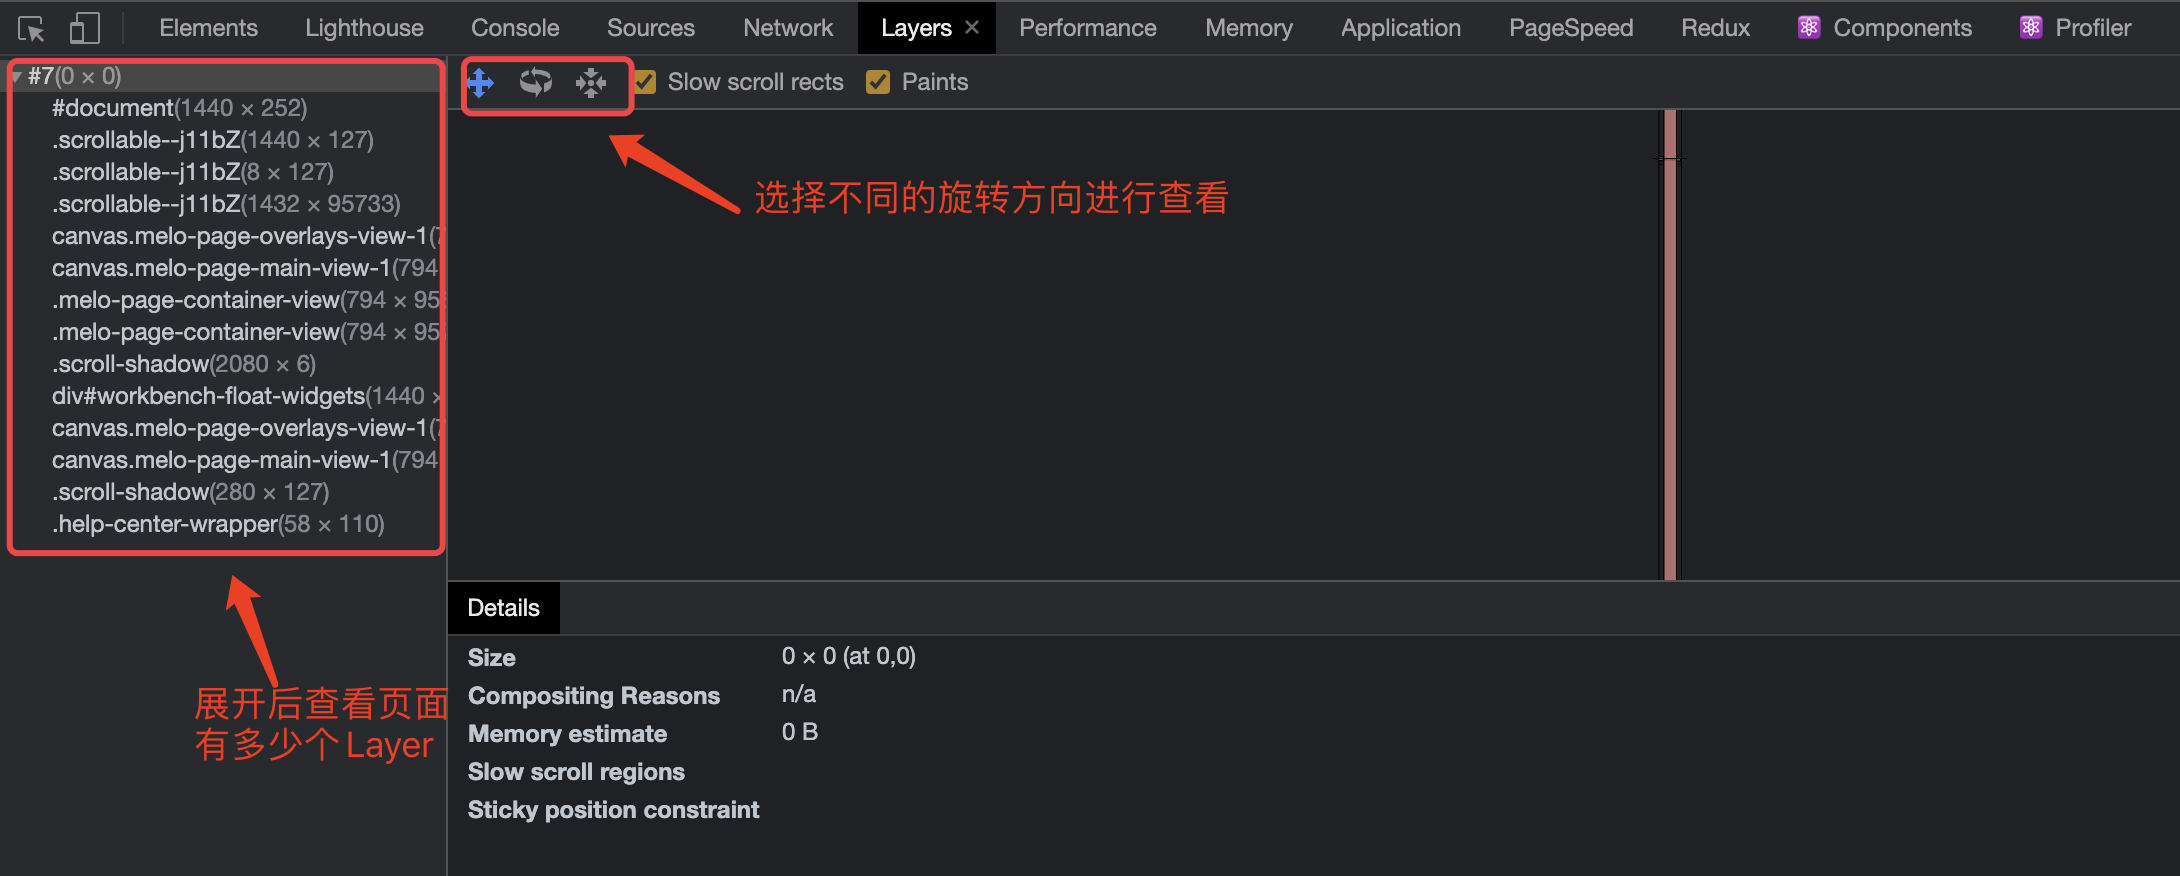 Elements Lighthouse Console Sources Network Layers × Performance Memory Application PageSpeed Redux Components Profiler
#7(0 × 0)
#document(1440 × 252)
.scrollable--j11bZ(1440 × 127)
.scrollable--j11bZ(8 × 127)
.scrollable--j11bZ(1432 × 95733)
canvas.melo-page-overlays-view-1(7
canvas.melo-page-main-view-1(794
.melo-page-container-view(794 × 95
.melo-page-container-view(794 × 95
.scroll-shadow(2080 × 6)
div#workbench-float-widgets(1440 ×
canvas.melo-page-overlays-view-1(7
canvas.melo-page-main-view-1(794
.scroll-shadow(280 × 127)
.help-center-wrapper(58 × 110)
展开后查看页面
有多少个 Layer
Slow scroll rects Paints
选择不同的旋转方向进行查看
Details
Size 0 × 0 (at 0,0)
Compositing Reasons n/a
Memory estimate 0 B
Slow scroll regions
Sticky position constraint